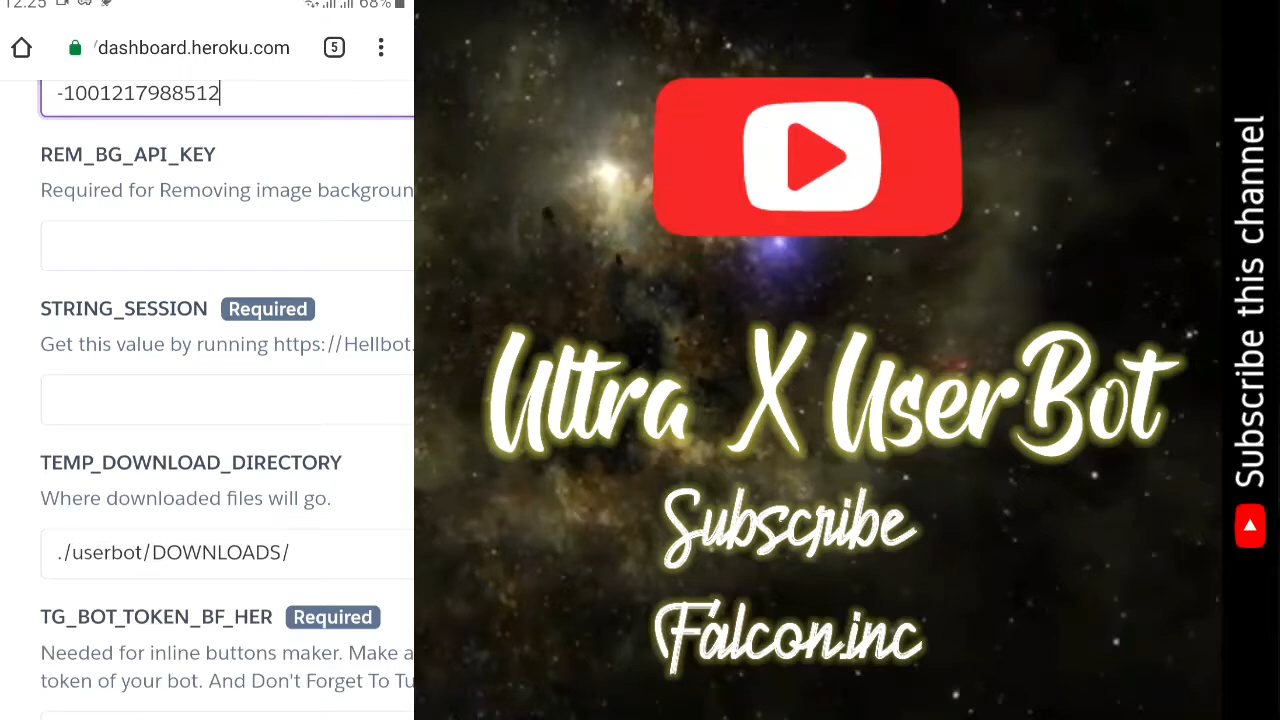 12.25
68%
/dashboard.heroku.com
5
-1001217988512
REM_BG_API_KEY
Required for Removing image backgroun
STRING_SESSION Required
Get this value by running https://Hellbot.
TEMP_DOWNLOAD_DIRECTORY
Where downloaded files will go.
./userbot/DOWNLOADS/
TG_BOT_TOKEN_BF_HER Required
Needed for inline buttons maker. Make a
token of your bot. And Don't Forget To Tu
Ultra X UserBot
Subscribe
Falcon.inc
Subscribe this channel